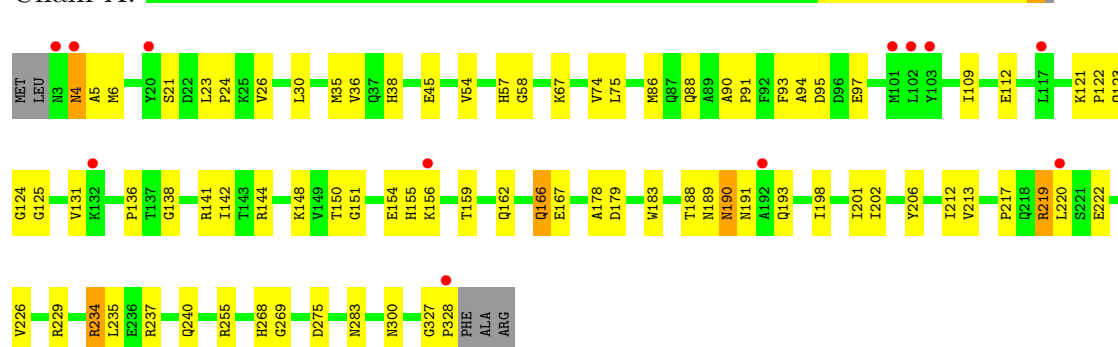 Chain A:
MET LEU N3 N4 A5 M6 Y20 S21 D22 L23 P24 K25 V26 L30 M35 V36 Q37 H38 E45 V54 H57 G58 K67 V74 L75 M86 Q87 Q88 A89 A90 P91 F92 F93 A94 D95 D96 E97 M101 L102 Y103 I109 E112 L117 K121 P122
G124 G125 V131 K132 P136 T137 G138 R141 I142 T143 R144 K148 V149 T150 G151 E154 H155 K156 T159 Q162 Q166 E167 A178 D179 W183 T188 N189 N190 N191 A192 Q193 I198 I201 I202 Y206 I212 V213 P217 Q218 R219 L220 S221 E222
V226 R229 R234 L235 E236 R237 Q240 R255 H268 G269 D275 N283 N300 G327 P328 PHE ALA ARG